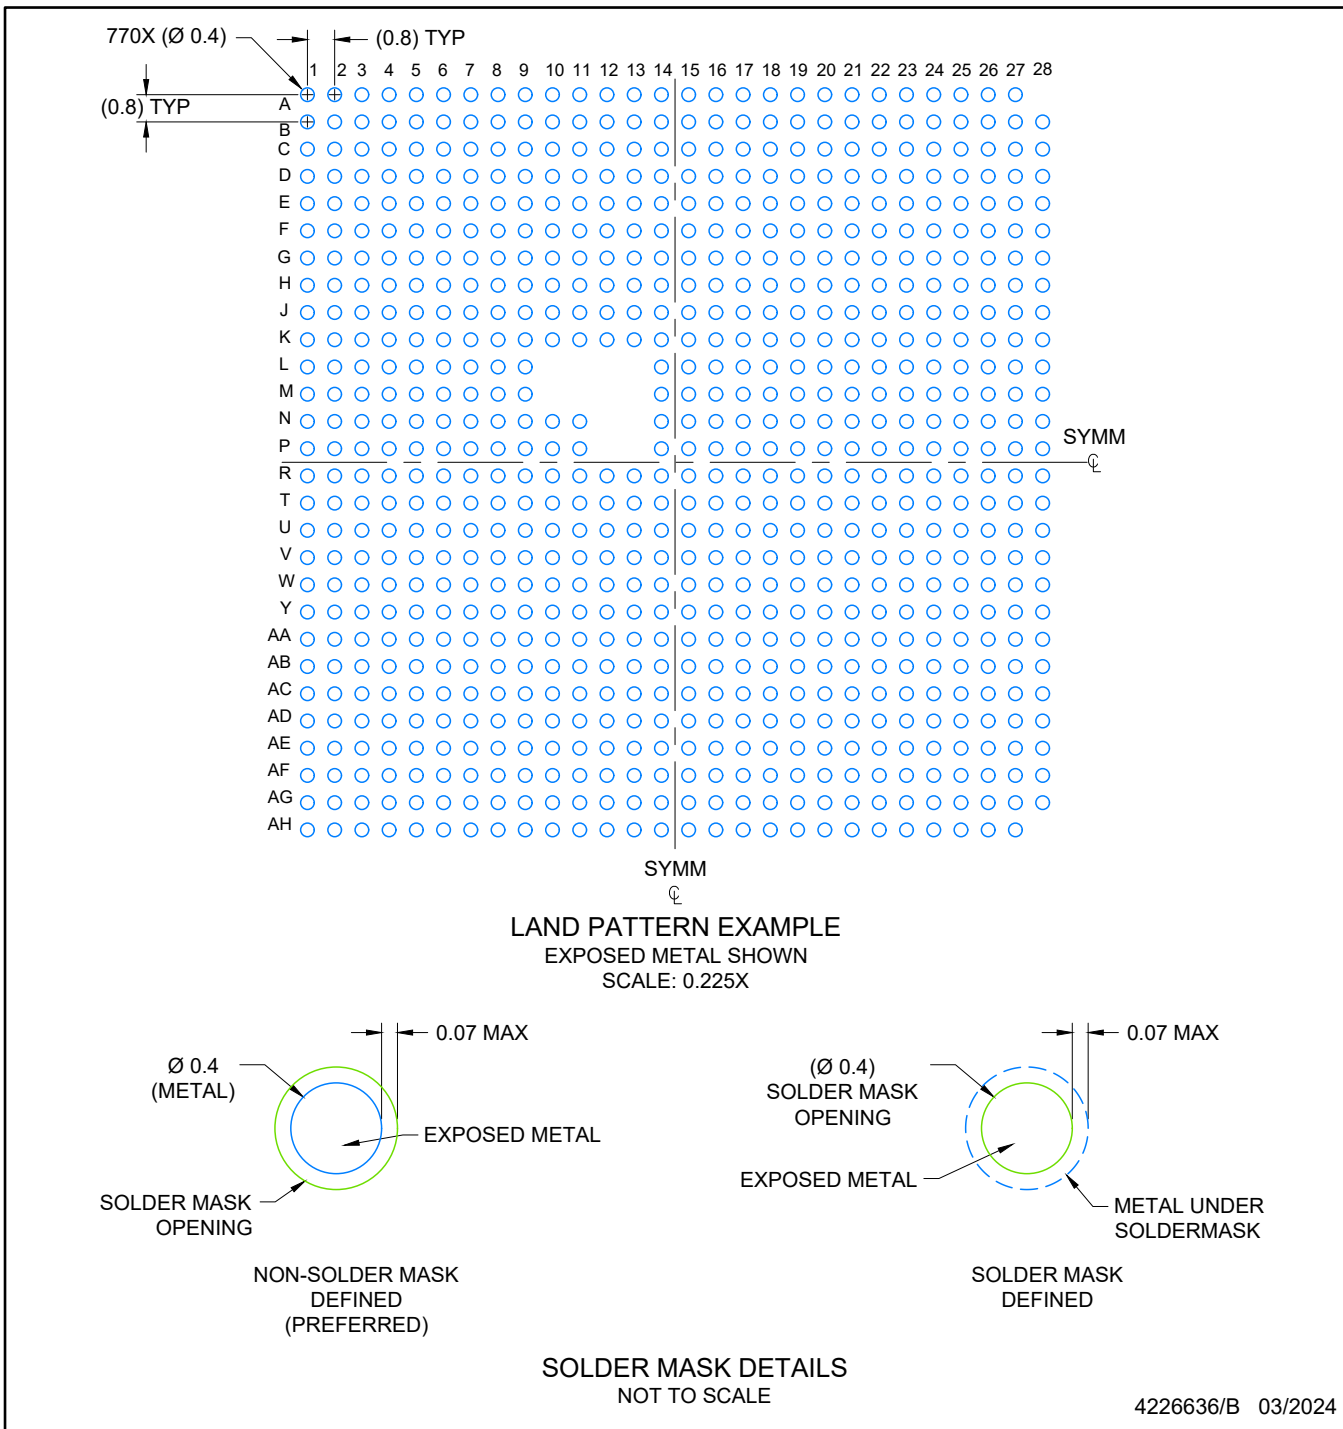 770X (Ø 0.4)
(0.8) TYP
1 2 3 4 5 6 7 8 9 10 11 12 13 14 15 16 17 18 19 20 21 22 23 24 25 26 27 28
(0.8) TYP
A
B
C
D
E
F
G
H
J
K
L
M
N
P
SYMM
R
T
U
V
W
Y
AA
AB
AC
AD
AE
AF
AG
AH
SYMM
LAND PATTERN EXAMPLE
EXPOSED METAL SHOWN
SCALE: 0.225X
0.07 MAX
Ø 0.4
(METAL)
EXPOSED METAL
SOLDER MASK
OPENING
NON-SOLDER MASK
DEFINED
(PREFERRED)
0.07 MAX
(Ø 0.4)
SOLDER MASK
OPENING
EXPOSED METAL
METAL UNDER
SOLDERMASK
SOLDER MASK
DEFINED
SOLDER MASK DETAILS
NOT TO SCALE
4226636/B 03/2024